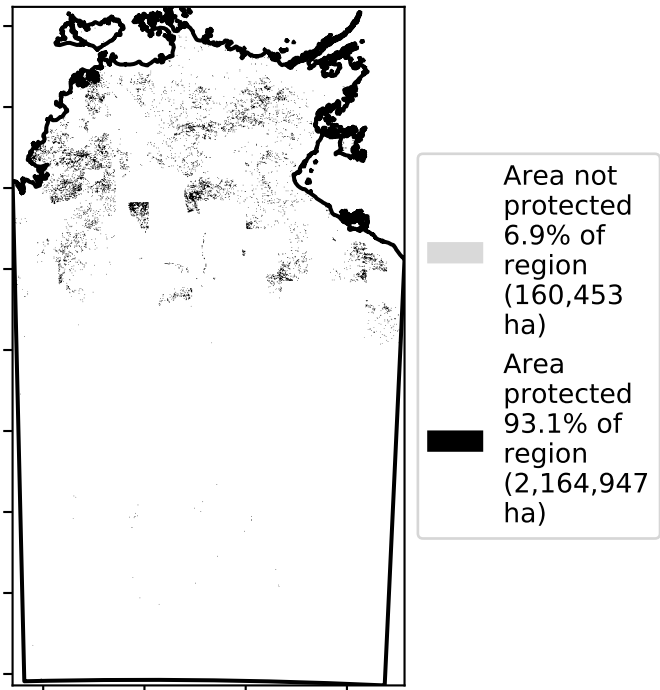 Area not
protected
6.9% of
region
(160,453
ha)
Area
protected
93.1% of
region
(2,164,947
ha)